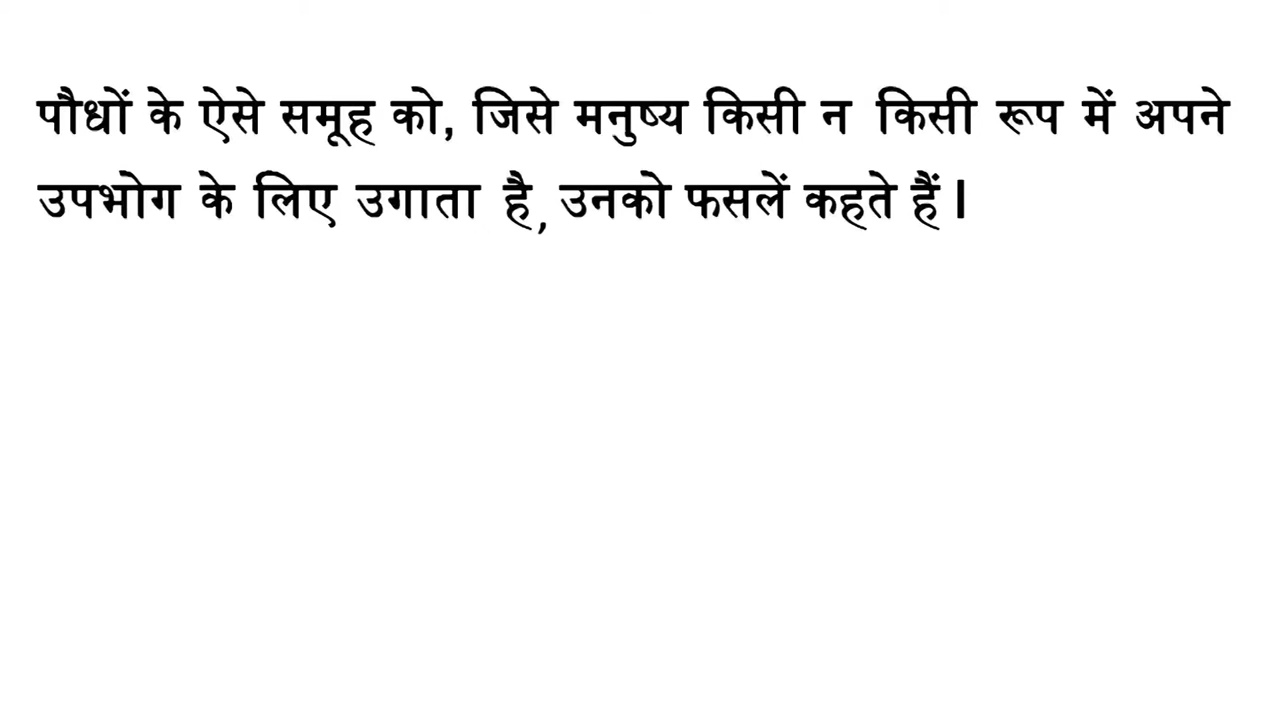 पौधों के ऐसे समूह को, जिसे मनुष्य किसी न किसी रूप में अपने
उपभोग के लिए उगाता है, उनको फसलें कहते हैं।